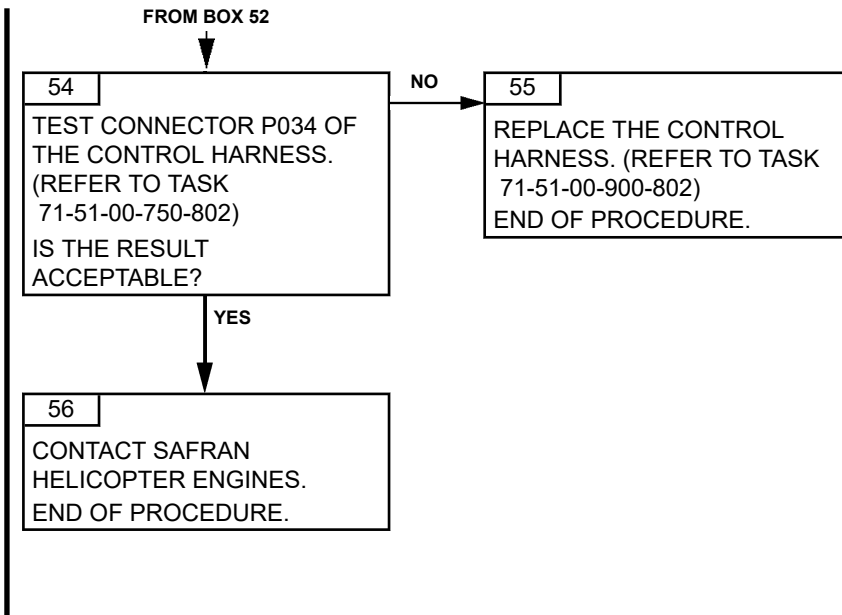 FROM BOX 52
54
TEST CONNECTOR P034 OF
THE CONTROL HARNESS.
(REFER TO TASK
71-51-00-750-802)
IS THE RESULT
ACCEPTABLE?
NO
55
REPLACE THE CONTROL
HARNESS. (REFER TO TASK
71-51-00-900-802)
END OF PROCEDURE.
YES
56
CONTACT SAFRAN
HELICOPTER ENGINES.
END OF PROCEDURE.